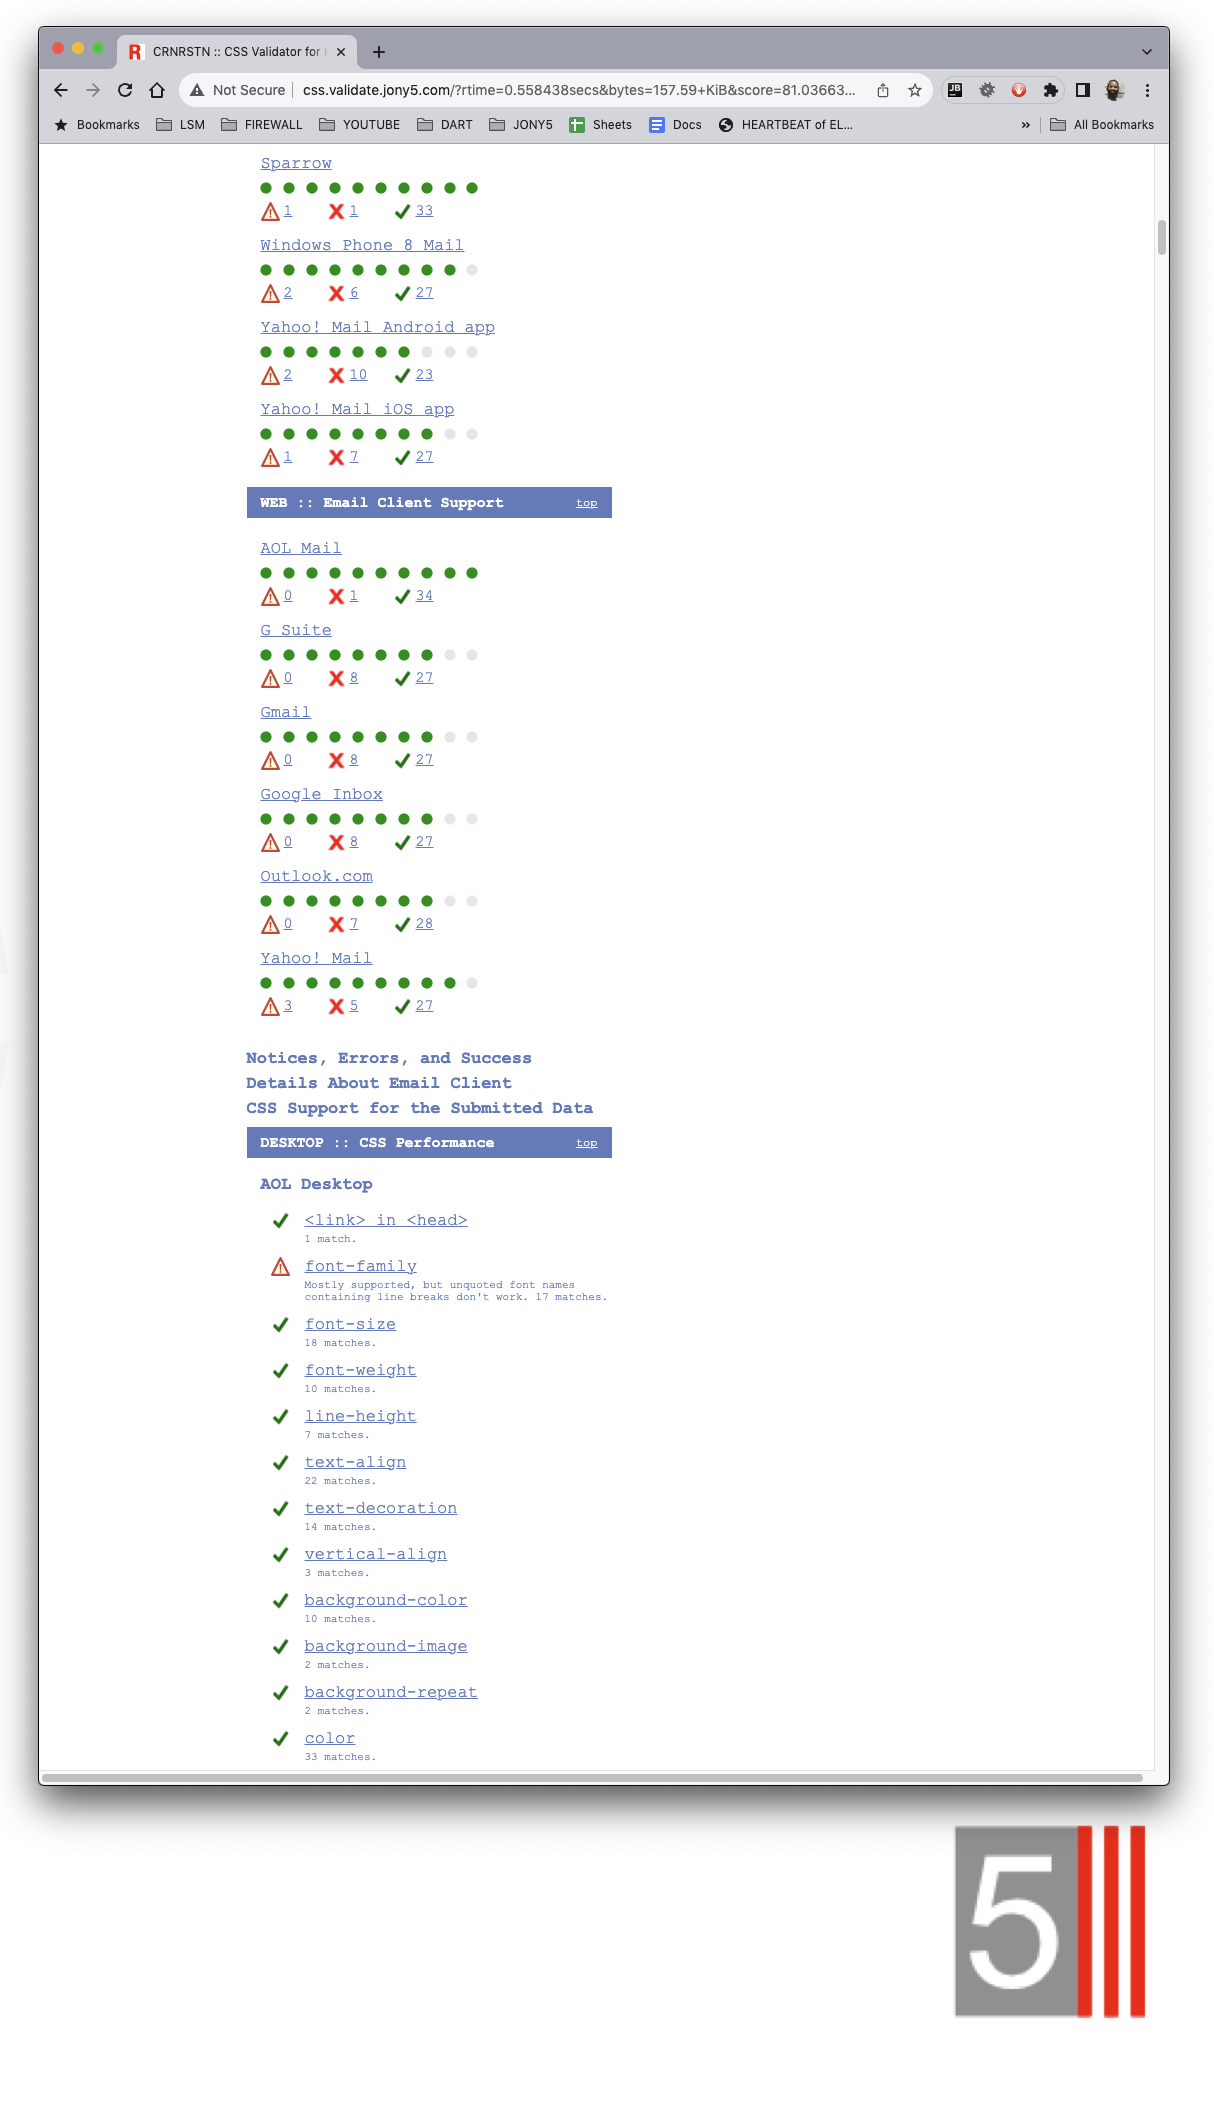 CRNRSTN :: CSS Validator for
Not Secure
css.validate.jony5.com/?rtime=0.558438secs&bytes=157.59+KiB&score=81.03663...
JB
Bookmarks
LSM
FIREWALL
YOUTUBE
DART
JONY5
Sheets
Docs
HEARTBEAT of EL...
»
All Bookmarks
Sparrow
1 1 33
Windows Phone 8 Mail
2 6 27
Yahoo! Mail Android app
2 10 23
Yahoo! Mail iOS app
1 7 27
WEB :: Email Client Support top
AOL Mail
0 1 34
G Suite
0 8 27
Gmail
0 8 27
Google Inbox
0 8 27
Outlook.com
0 7 28
Yahoo! Mail
3 5 27
Notices, Errors, and Success
Details About Email Client
CSS Support for the Submitted Data
DESKTOP :: CSS Performance top
AOL Desktop
<link> in <head>
1 match.
font-family
Mostly supported, but unquoted font names
containing line breaks don't work. 17 matches.
font-size
18 matches.
font-weight
10 matches.
line-height
7 matches.
text-align
22 matches.
text-decoration
14 matches.
vertical-align
3 matches.
background-color
10 matches.
background-image
2 matches.
background-repeat
2 matches.
color
33 matches.
5